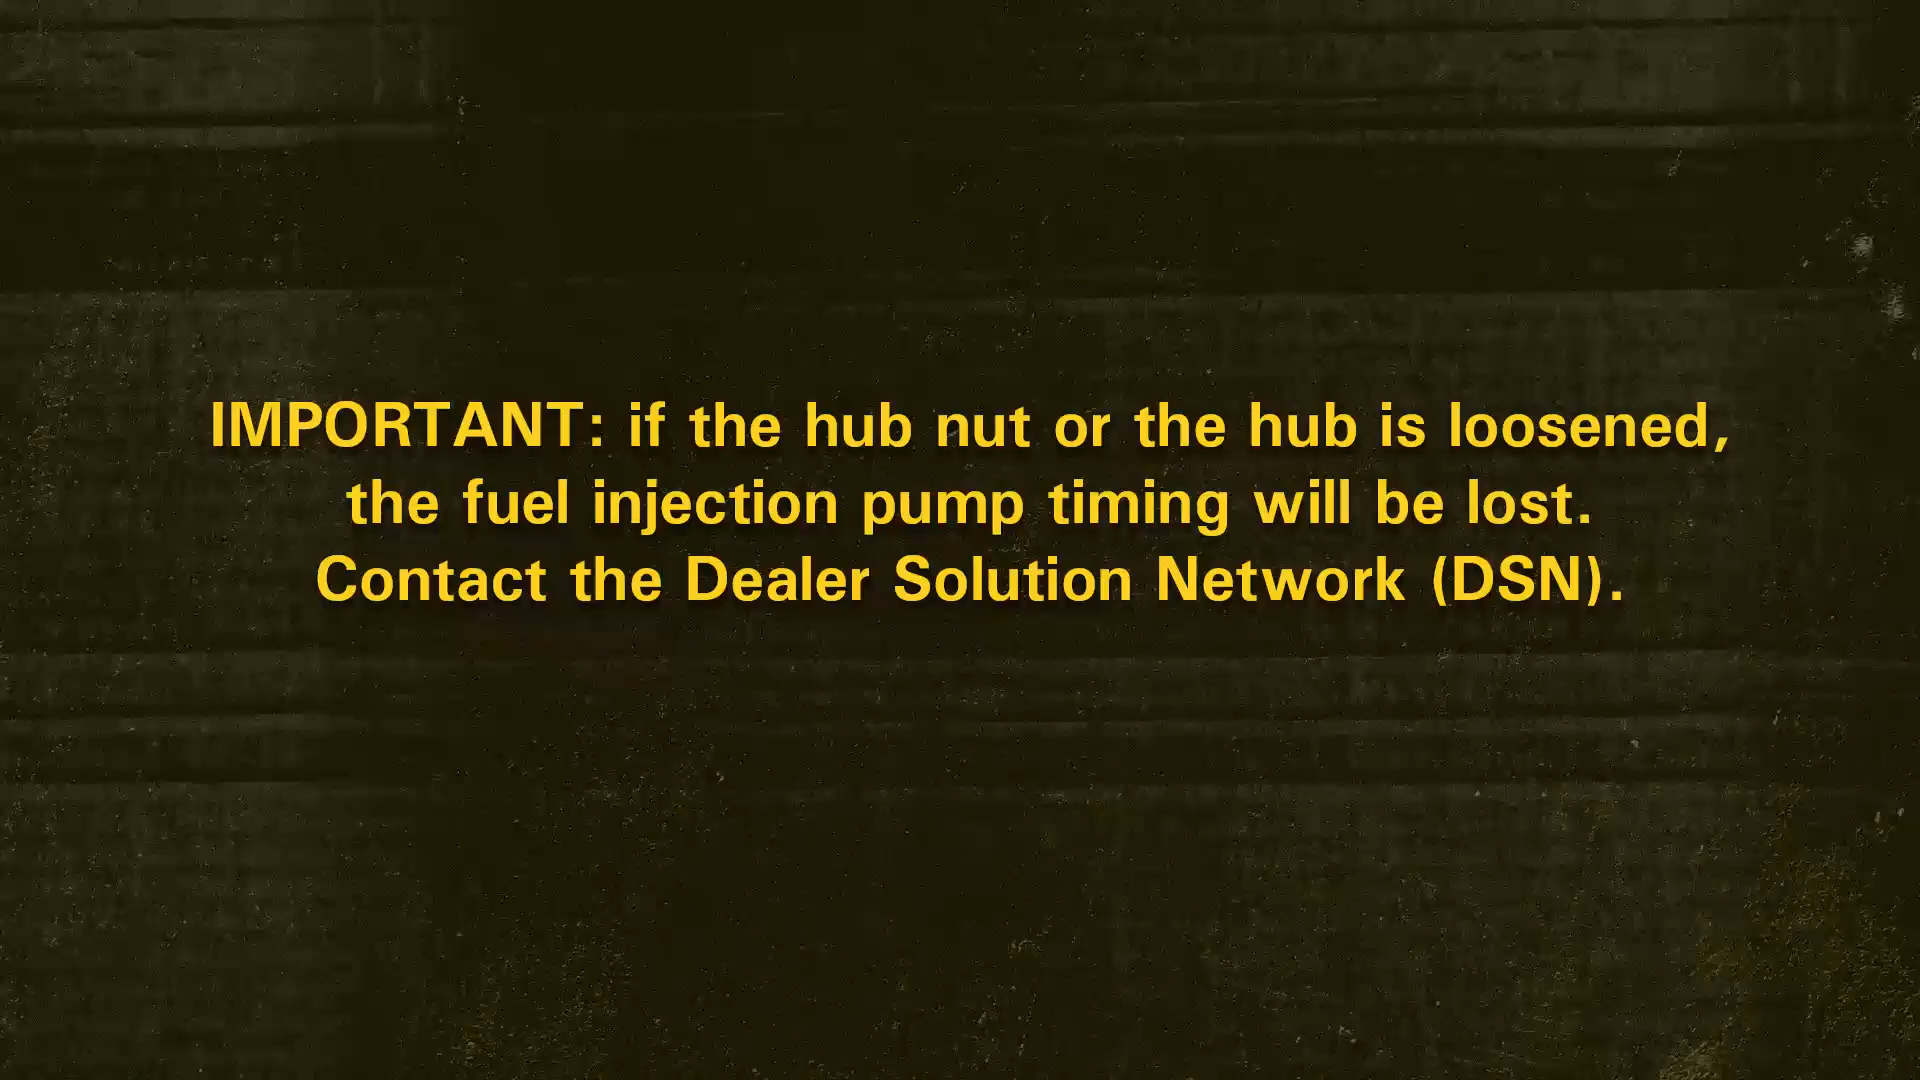 IMPORTANT: if the hub nut or the hub is loosened,
the fuel injection pump timing will be lost.
Contact the Dealer Solution Network (DSN).